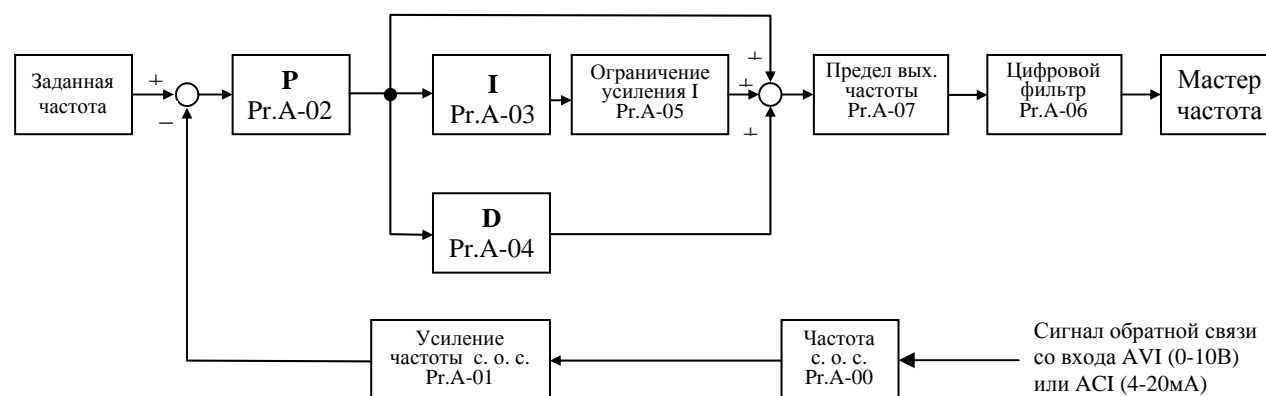 Заданная
частота
+
−
P
Pr.A-02
I
Pr.A-03
Ограничение
усиления I
Pr.A-05
+
+
+
Предел вых.
частоты
Pr.A-07
Цифровой
фильтр
Pr.A-06
Мастер
частота
D
Pr.A-04
Усиление
частоты с. о. с.
Pr.A-01
Частота
с. о. с.
Pr.A-00
Сигнал обратной связи
со входа AVI (0-10В)
или ACI (4-20мА)